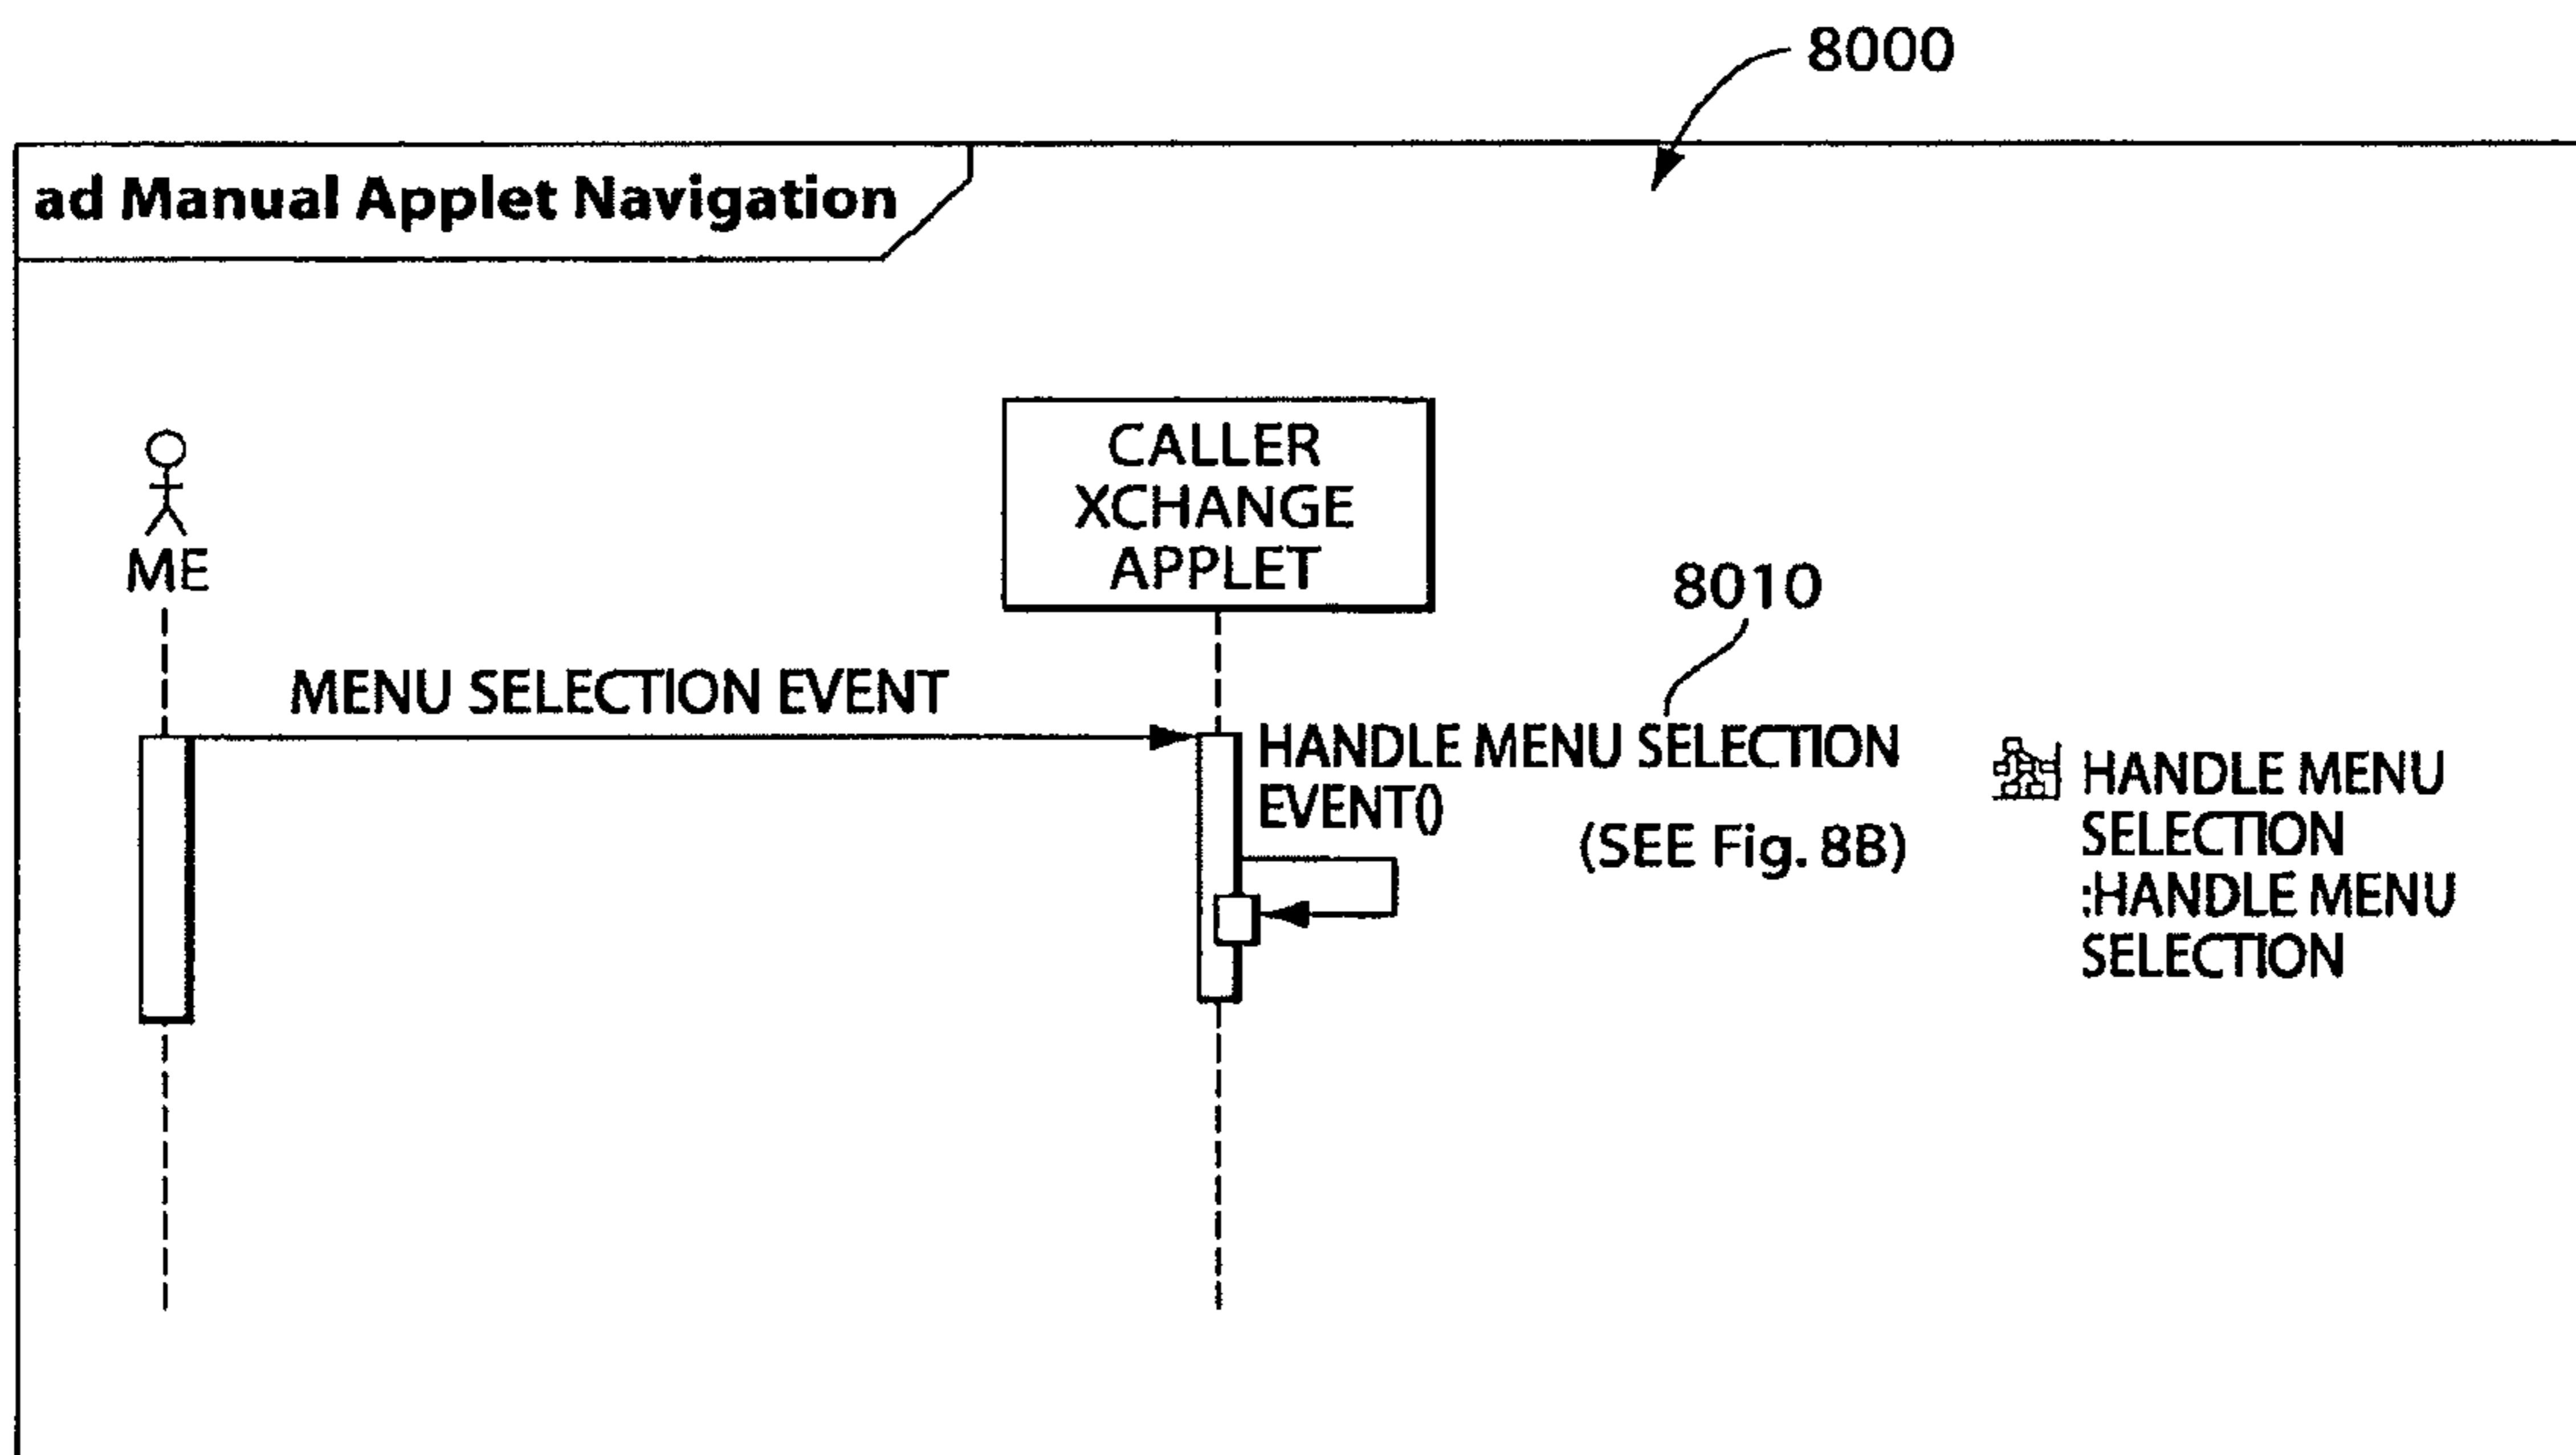 8000
ad Manual Applet Navigation
CALLER
XCHANGE
APPLET
ME
8010
MENU SELECTION EVENT
HANDLE MENU SELECTION
EVENT()
(SEE Fig. 8B)
HANDLE MENU
SELECTION
:HANDLE MENU
SELECTION